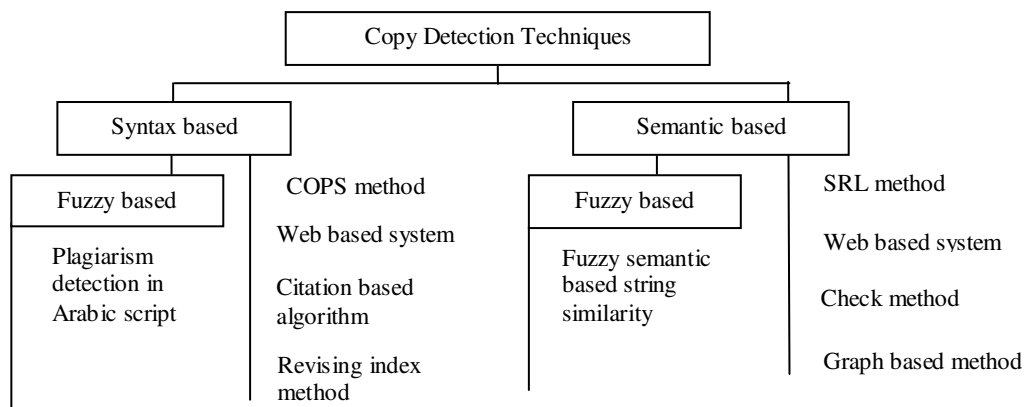 Copy Detection Techniques
Syntax based
Semantic based
Fuzzy based
Plagiarism
detection in
Arabic script
COPS method
Web based system
Citation based
algorithm
Revising index
method
Fuzzy based
Fuzzy semantic
based string
similarity
SRL method
Web based system
Check method
Graph based method